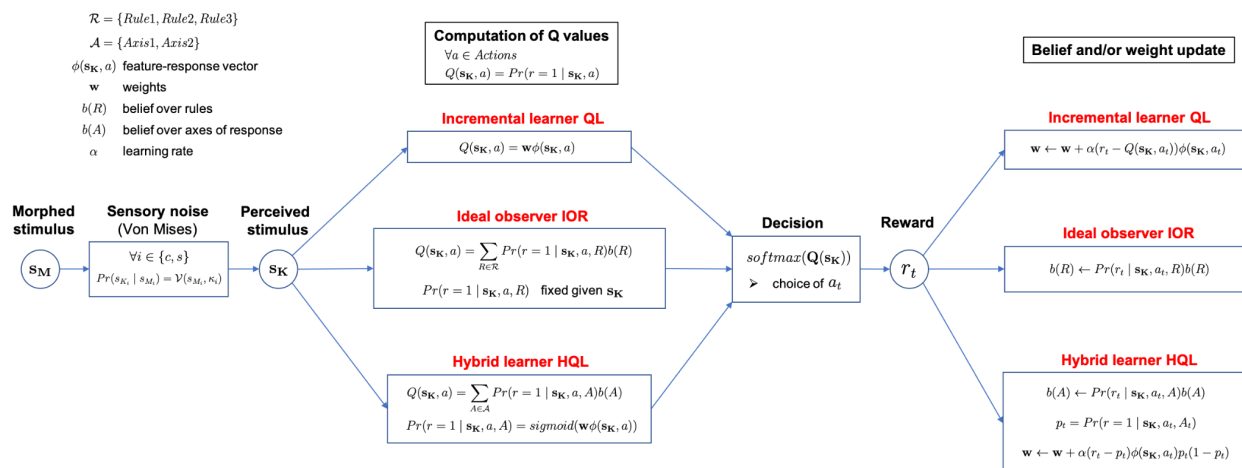 ℛ = {Rule1, Rule2, Rule3}
𝒜 = {Axis1, Axis2}
ϕ(s_K, a) feature-response vector
w weights
b(R) belief over rules
b(A) belief over axes of response
α learning rate
Computation of Q values
∀a ∈ Actions
Q(s_K, a) = Pr(r = 1 | s_K, a)
Belief and/or weight update
Morphed
stimulus
s_M
Sensory noise
(Von Mises)
∀i ∈ {c, s}
Pr(s_{K_i} | s_{M_i}) = 𝒱(s_{M_i}, κ_i)
Perceived
stimulus
s_K
Incremental learner QL
Q(s_K, a) = wϕ(s_K, a)
Ideal observer IOR
Q(s_K, a) = ∑_{R∈ℛ} Pr(r = 1 | s_K, a, R)b(R)
Pr(r = 1 | s_K, a, R) fixed given s_K
Hybrid learner HQL
Q(s_K, a) = ∑_{A∈𝒜} Pr(r = 1 | s_K, a, A)b(A)
Pr(r = 1 | s_K, a, A) = sigmoid(wϕ(s_K, a))
Decision
softmax(Q(s_K))
➢ choice of a_t
Reward
r_t
Incremental learner QL
w ← w + α(r_t − Q(s_K, a_t))ϕ(s_K, a_t)
Ideal observer IOR
b(R) ← Pr(r_t | s_K, a_t, R)b(R)
Hybrid learner HQL
b(A) ← Pr(r_t | s_K, a_t, A)b(A)
p_t = Pr(r = 1 | s_K, a_t, A_t)
w ← w + α(r_t − p_t)ϕ(s_K, a_t)p_t(1 − p_t)